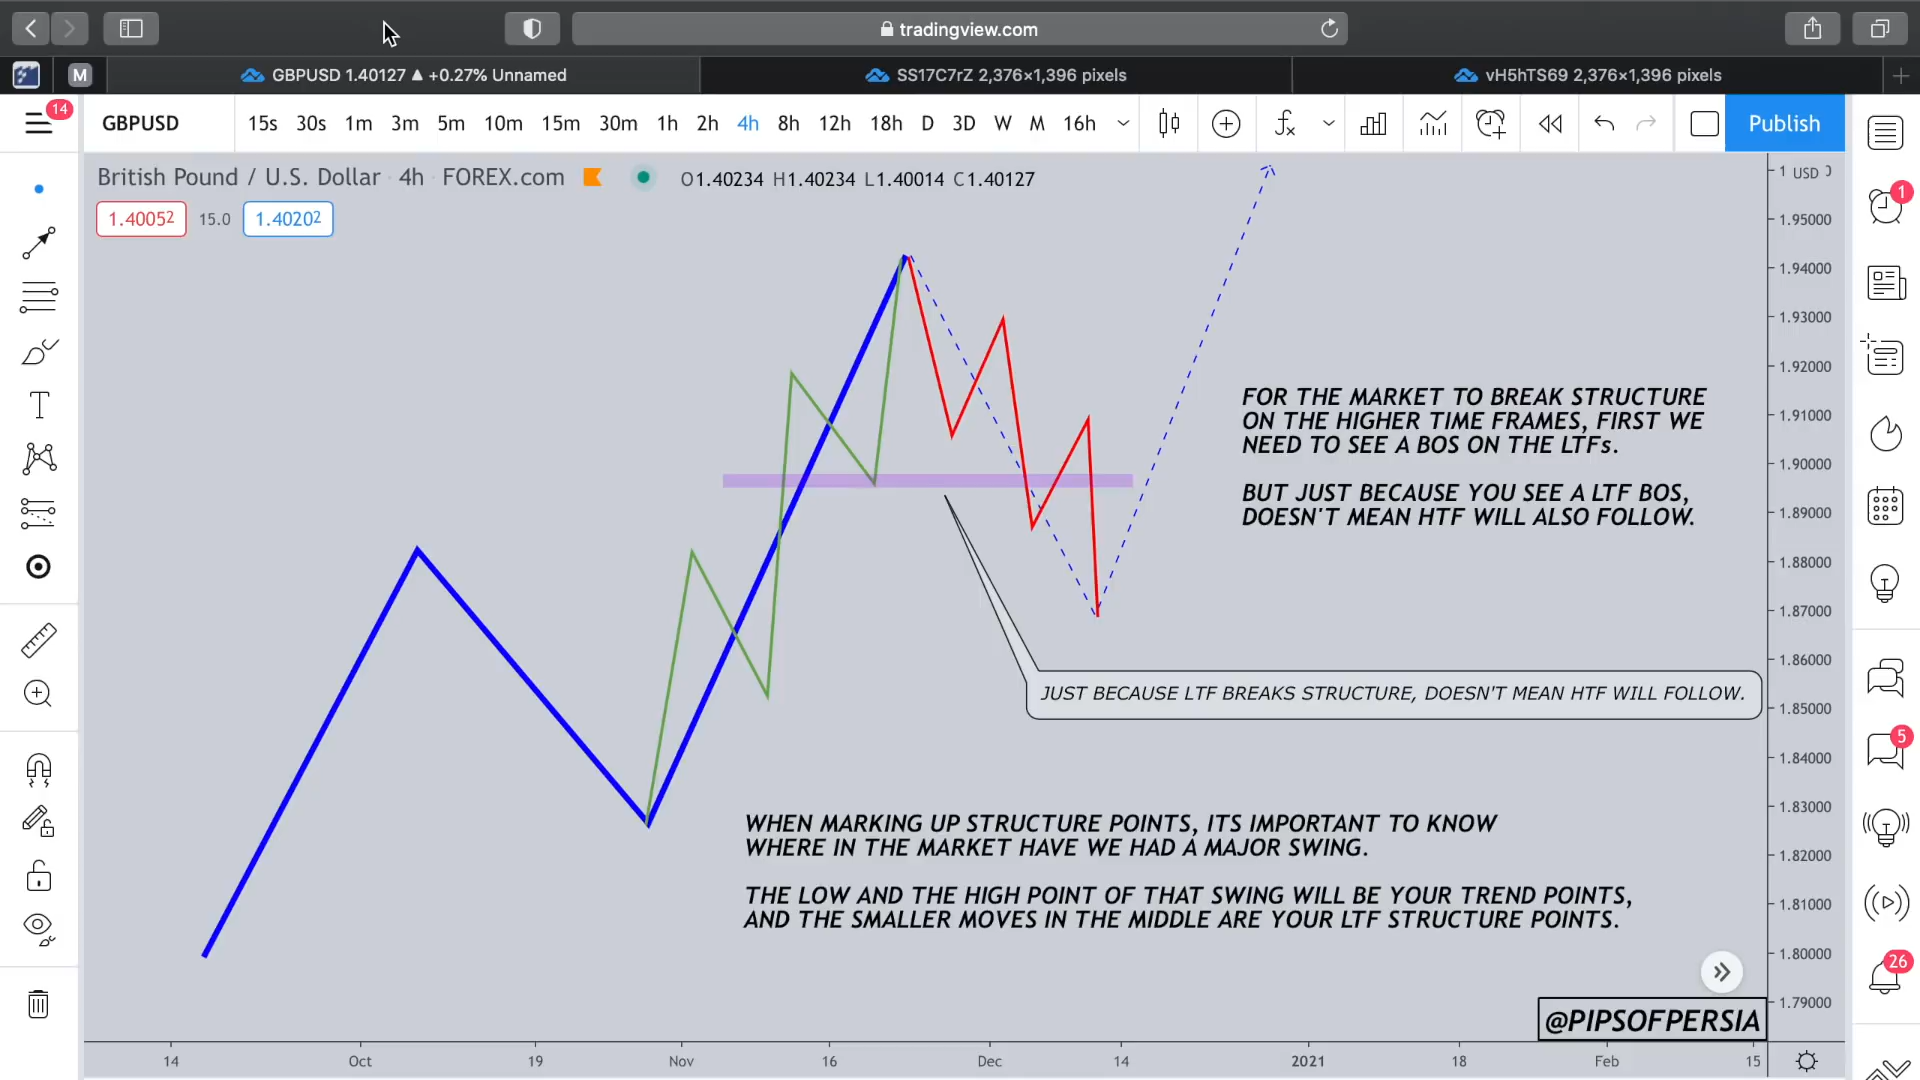 tradingview.com
M
GBPUSD 1.40127 ▲ +0.27% Unnamed
SS17C7rZ 2,376×1,396 pixels
vH5hTS69 2,376×1,396 pixels
14
GBPUSD
15s 30s 1m 3m 5m 10m 15m 30m 1h 2h 4h 8h 12h 18h D 3D W M 16h
Publish
British Pound / U.S. Dollar 4h FOREX.com
O1.40234 H1.40234 L1.40014 C1.40127
1.40052 15.0 1.40202
USD
1
1.95000
1.94000
1.93000
1.92000
1.91000
1.90000
1.89000
1.88000
1.87000
1.86000
1.85000
1.84000
1.83000
1.82000
1.81000
1.80000
1.79000
FOR THE MARKET TO BREAK STRUCTURE
ON THE HIGHER TIME FRAMES, FIRST WE
NEED TO SEE A BOS ON THE LTFs.
BUT JUST BECAUSE YOU SEE A LTF BOS,
DOESN'T MEAN HTF WILL ALSO FOLLOW.
JUST BECAUSE LTF BREAKS STRUCTURE, DOESN'T MEAN HTF WILL FOLLOW.
WHEN MARKING UP STRUCTURE POINTS, ITS IMPORTANT TO KNOW
WHERE IN THE MARKET HAVE WE HAD A MAJOR SWING.
THE LOW AND THE HIGH POINT OF THAT SWING WILL BE YOUR TREND POINTS,
AND THE SMALLER MOVES IN THE MIDDLE ARE YOUR LTF STRUCTURE POINTS.
@PIPSOFPERSIA
14 Oct 19 Nov 16 Dec 14 2021 18 Feb 15
1
5
26